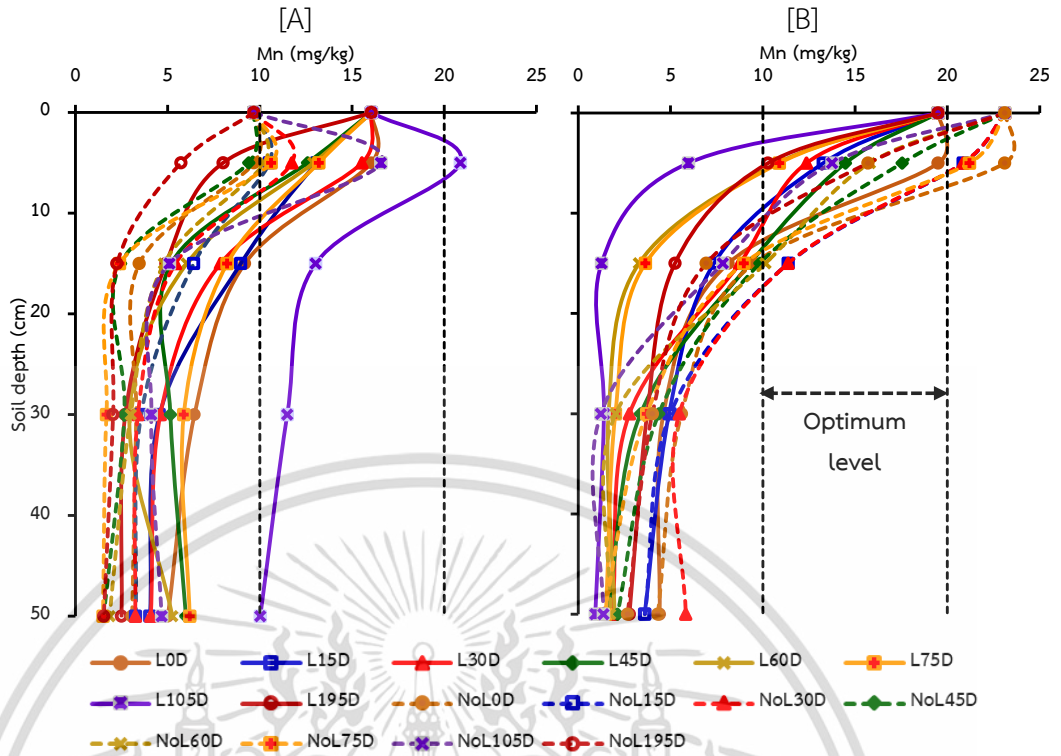 [A] [B]
Mn (mg/kg) Mn (mg/kg)
0 5 10 15 20 25 0 5 10 15 20 25
0
10
20
30
40
50
Soil depth (cm)
Optimum
level
L0D L15D L30D L45D L60D L75D
L105D L195D NoL0D NoL15D NoL30D NoL45D
NoL60D NoL75D NoL105D NoL195D